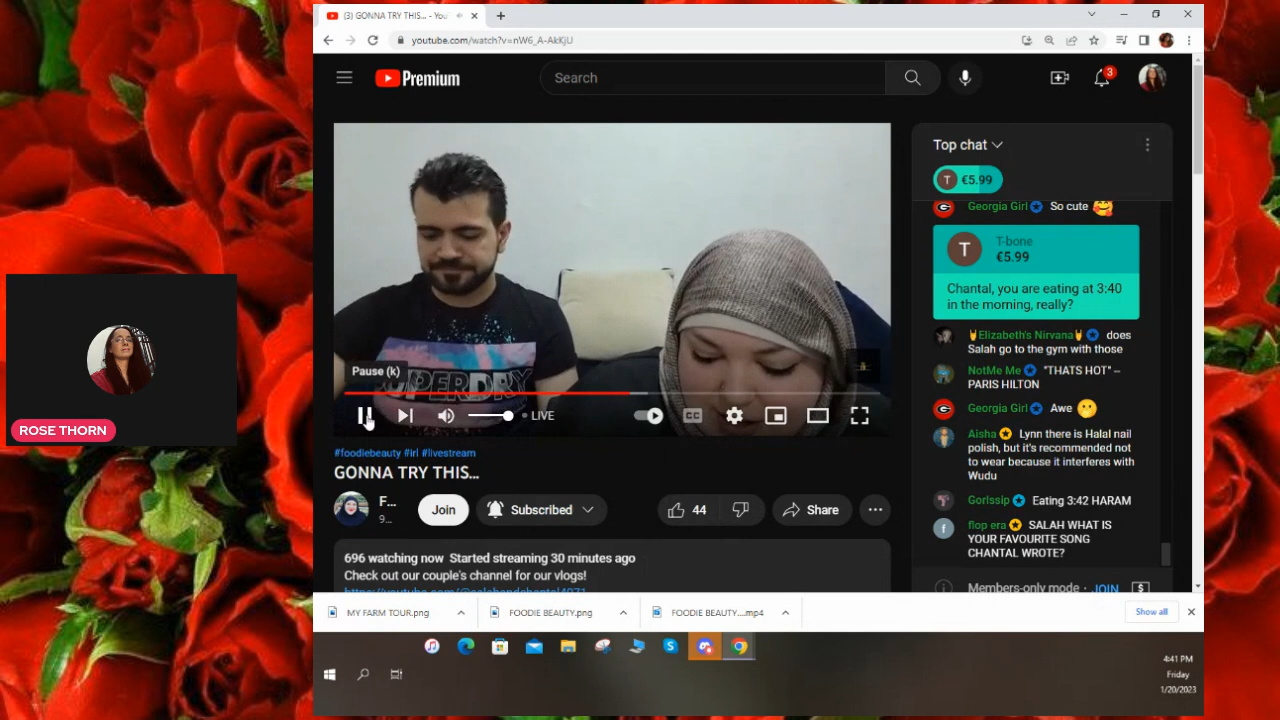 (3) GONNA TRY THIS... - You
youtube.com/watch?v=nW6_A-AkKjU
Premium
Search
3
Top chat
T €5.99
Georgia Girl So cute
T
T-bone
€5.99
Chantal, you are eating at 3:40
in the morning, really?
Elizabeth's Nirvana does
Salah go to the gym with those
NotMe Me "THATS HOT" –
PARIS HILTON
Georgia Girl Awe
Aisha Lynn there is Halal nail
polish, but it's recommended not
to wear because it interferes with
Wudu
Gorlssip Eating 3:42 HARAM
f
flop era SALAH WHAT IS
YOUR FAVOURITE SONG
CHANTAL WROTE?
Members-only mode · JOIN
SUPERDRY
Pause (k)
LIVE
CC
#foodiebeauty #irl #livestream
GONNA TRY THIS...
F...
9...
Join
Subscribed
44
Share
696 watching now Started streaming 30 minutes ago
Check out our couple's channel for our vlogs!
https://youtube.com/@salahandchantal4071
ROSE THORN
MY FARM TOUR.png
FOODIE BEAUTY.png
FOODIE BEAUTY....mp4
Show all
4:41 PM
Friday
1/20/2023